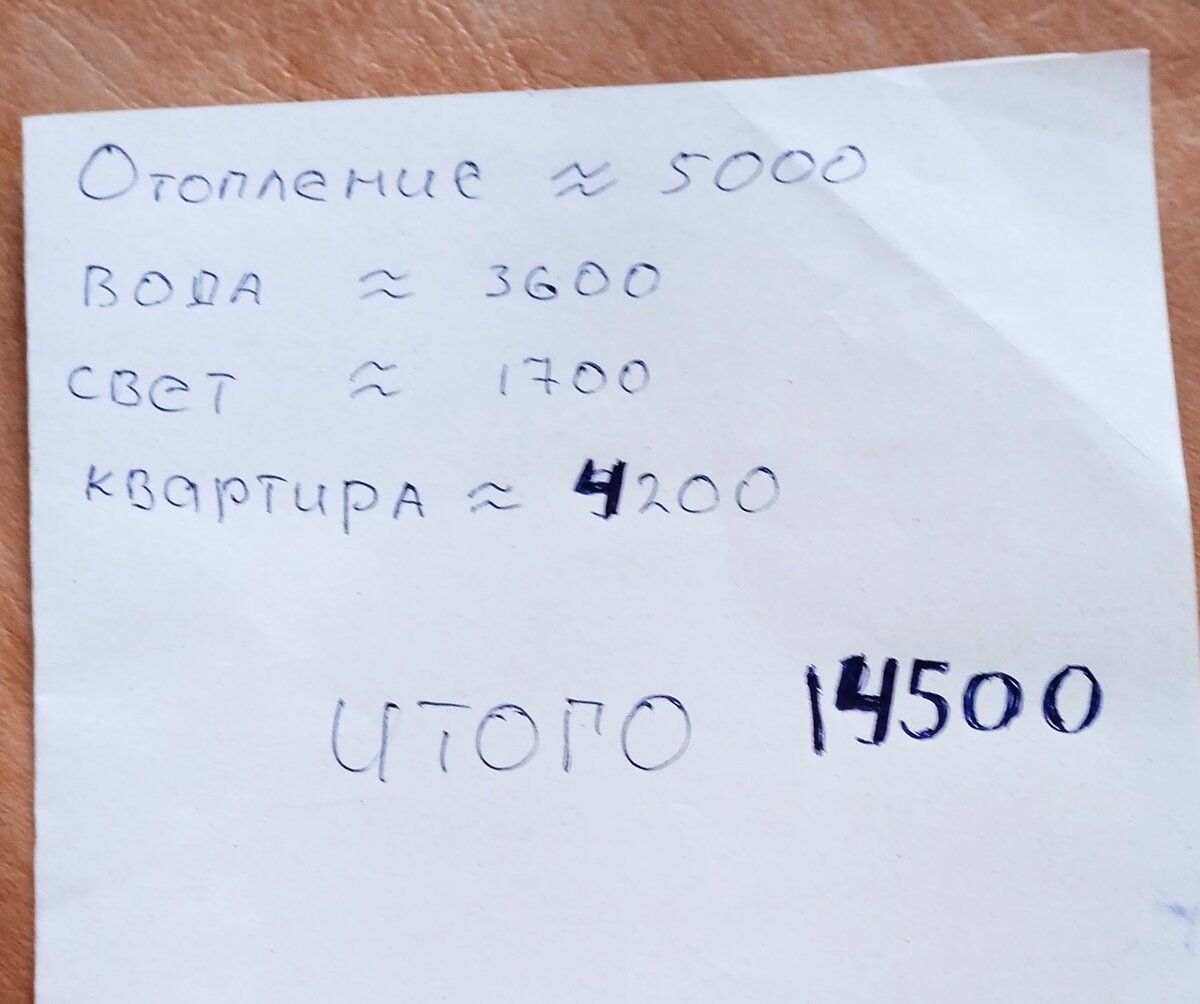 Отопление ≈ 5000
ВОДА ≈ 3600
СВЕТ ≈ 1700
КВАРТИРА ≈ 4200
ИТОГО 14500